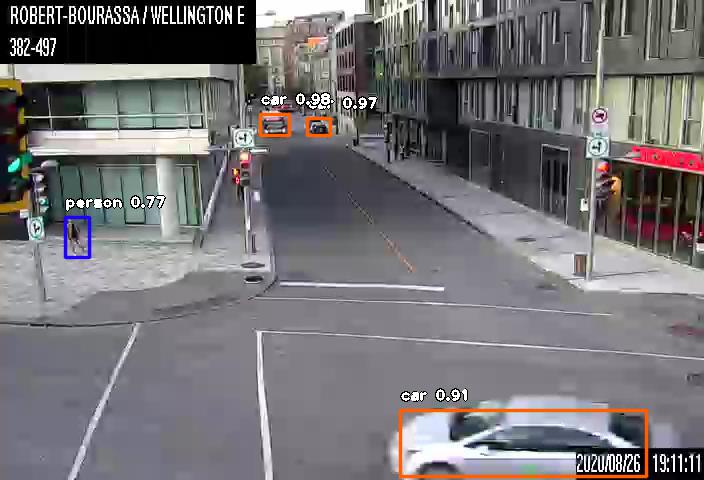 ROBERT-BOURASSA / WELLINGTON E
382-497
car 0.98
car 0.97
person 0.77
car 0.91
2020/08/26 19:11:11